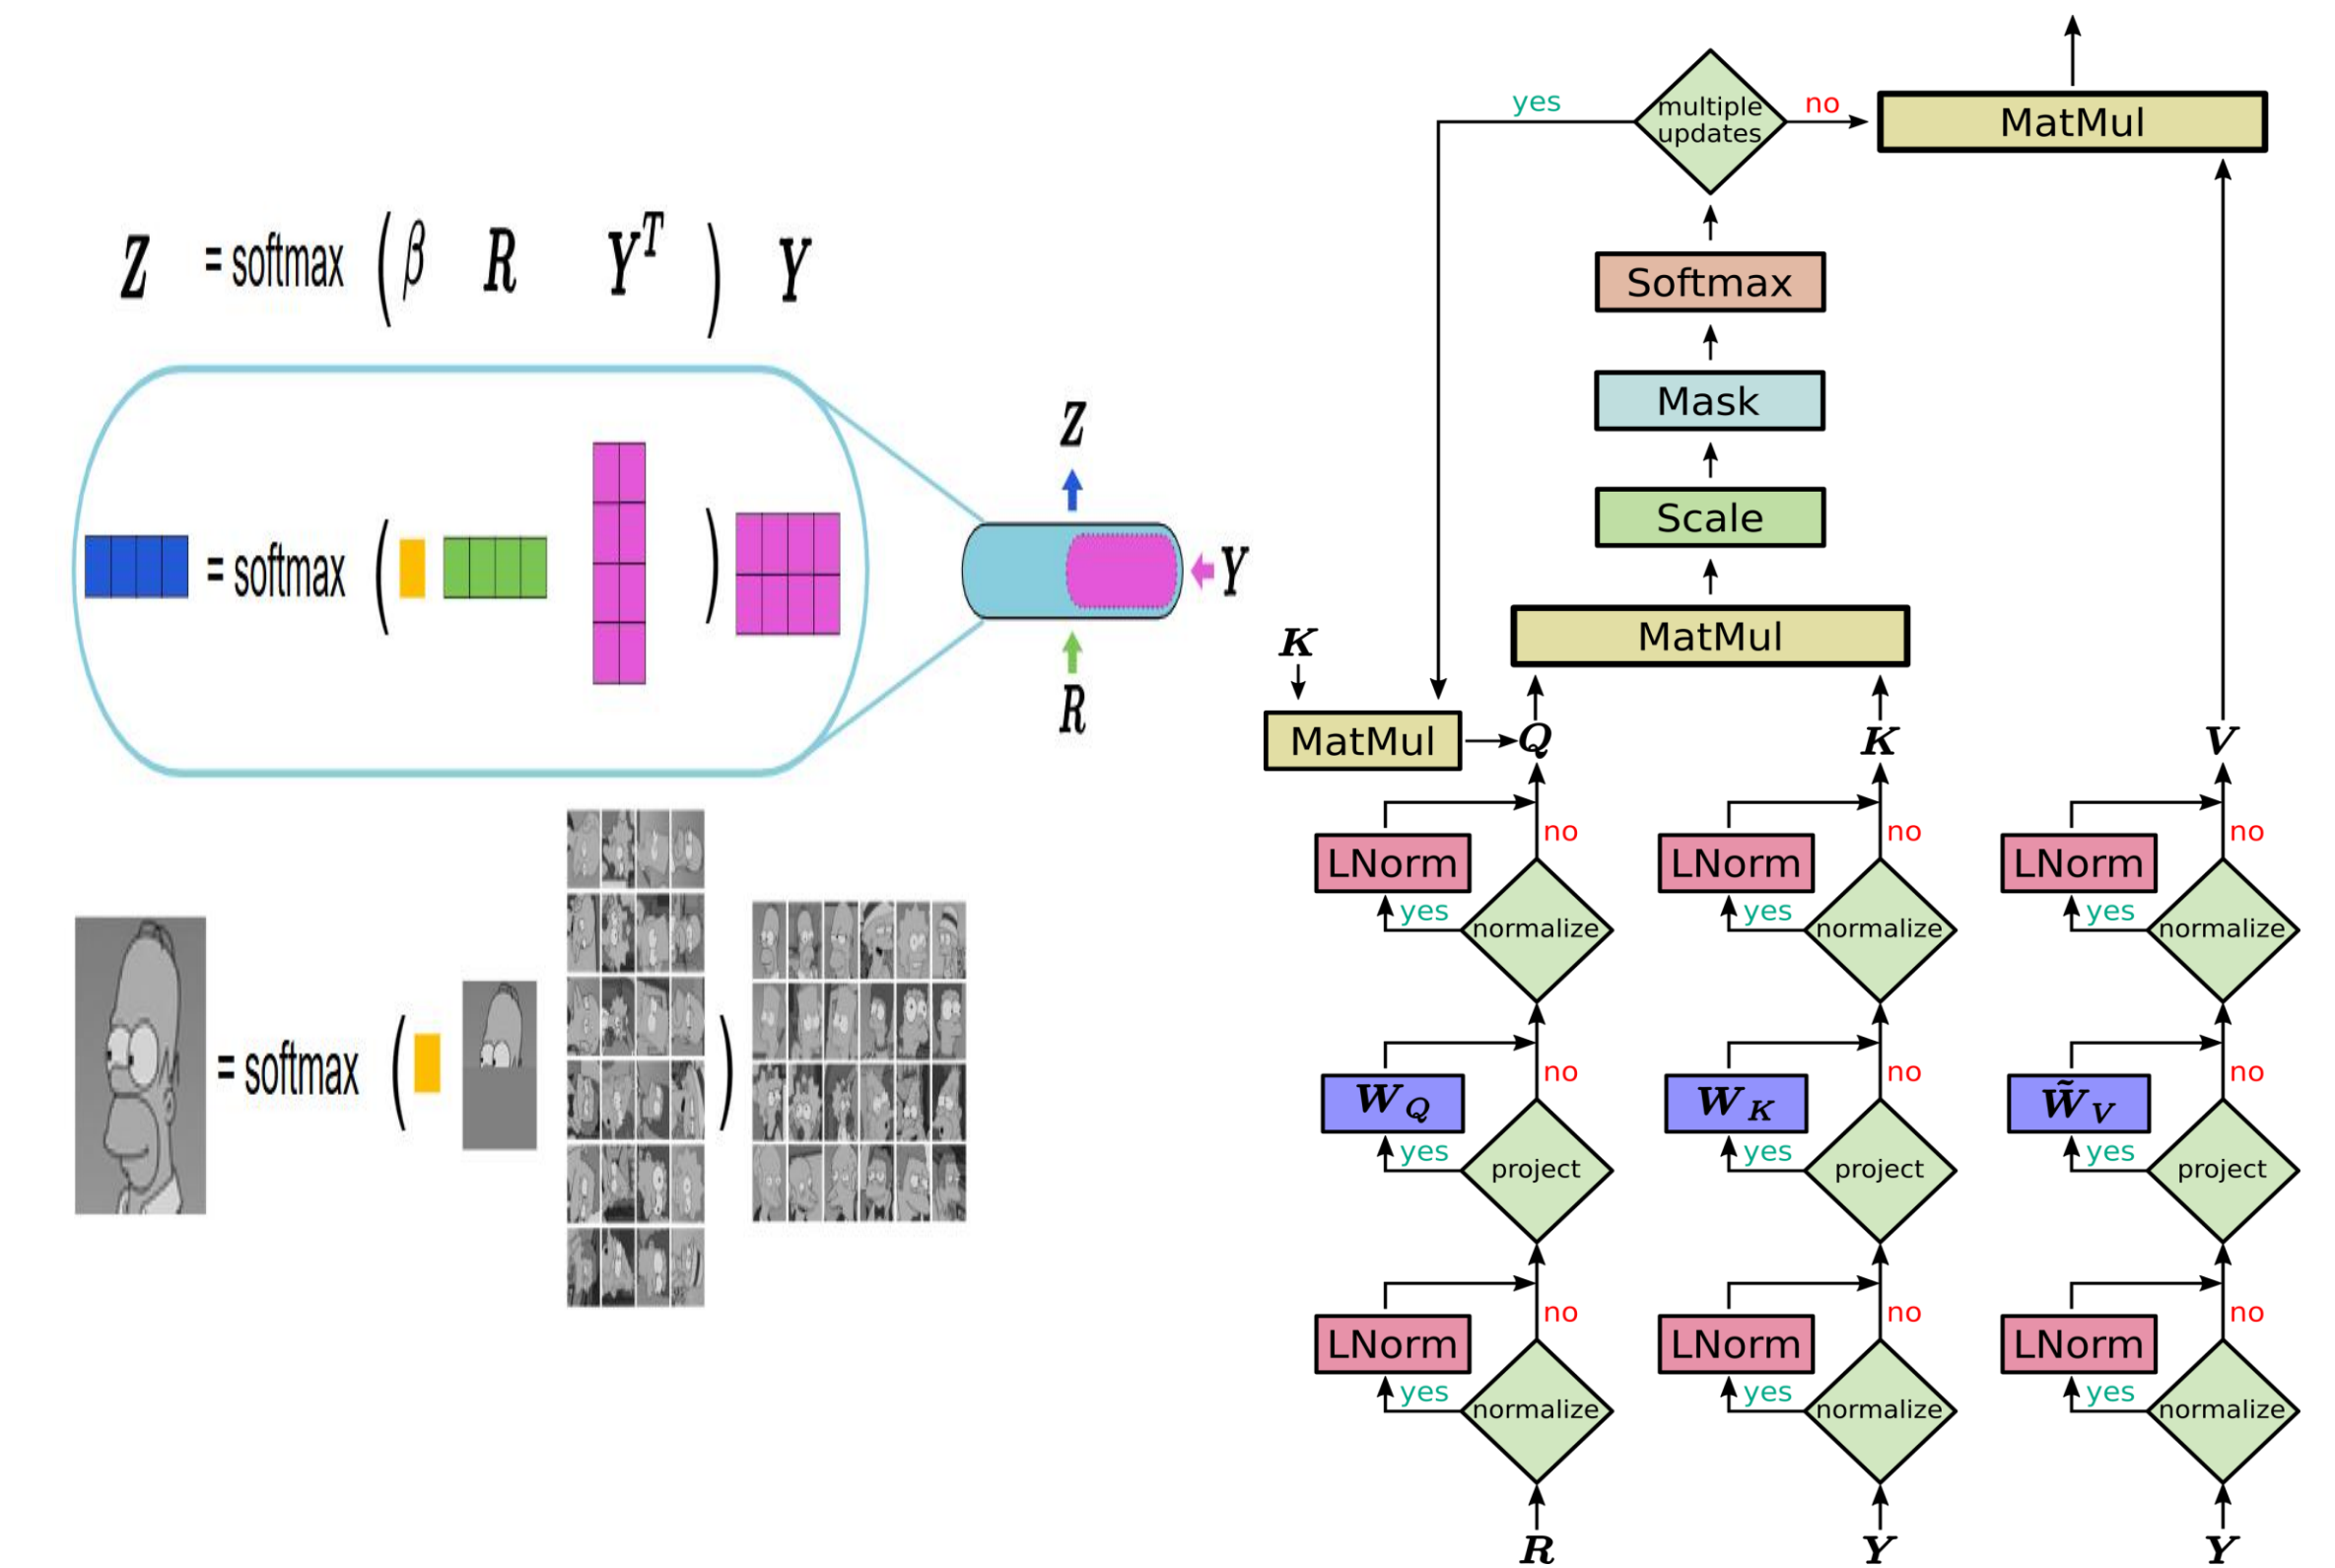 Z = softmax ( β R Y^T ) Y
= softmax ( )
Z
Y
R
= softmax ( )
multiple
updates
yes
no
MatMul
Softmax
Mask
Scale
MatMul
K
MatMul
Q
K
V
LNorm
yes
normalize
no
LNorm
yes
normalize
no
LNorm
yes
normalize
no
W_Q
yes
project
no
W_K
yes
project
no
W̃_V
yes
project
no
LNorm
yes
normalize
no
LNorm
yes
normalize
no
LNorm
yes
normalize
no
R
Y
Y